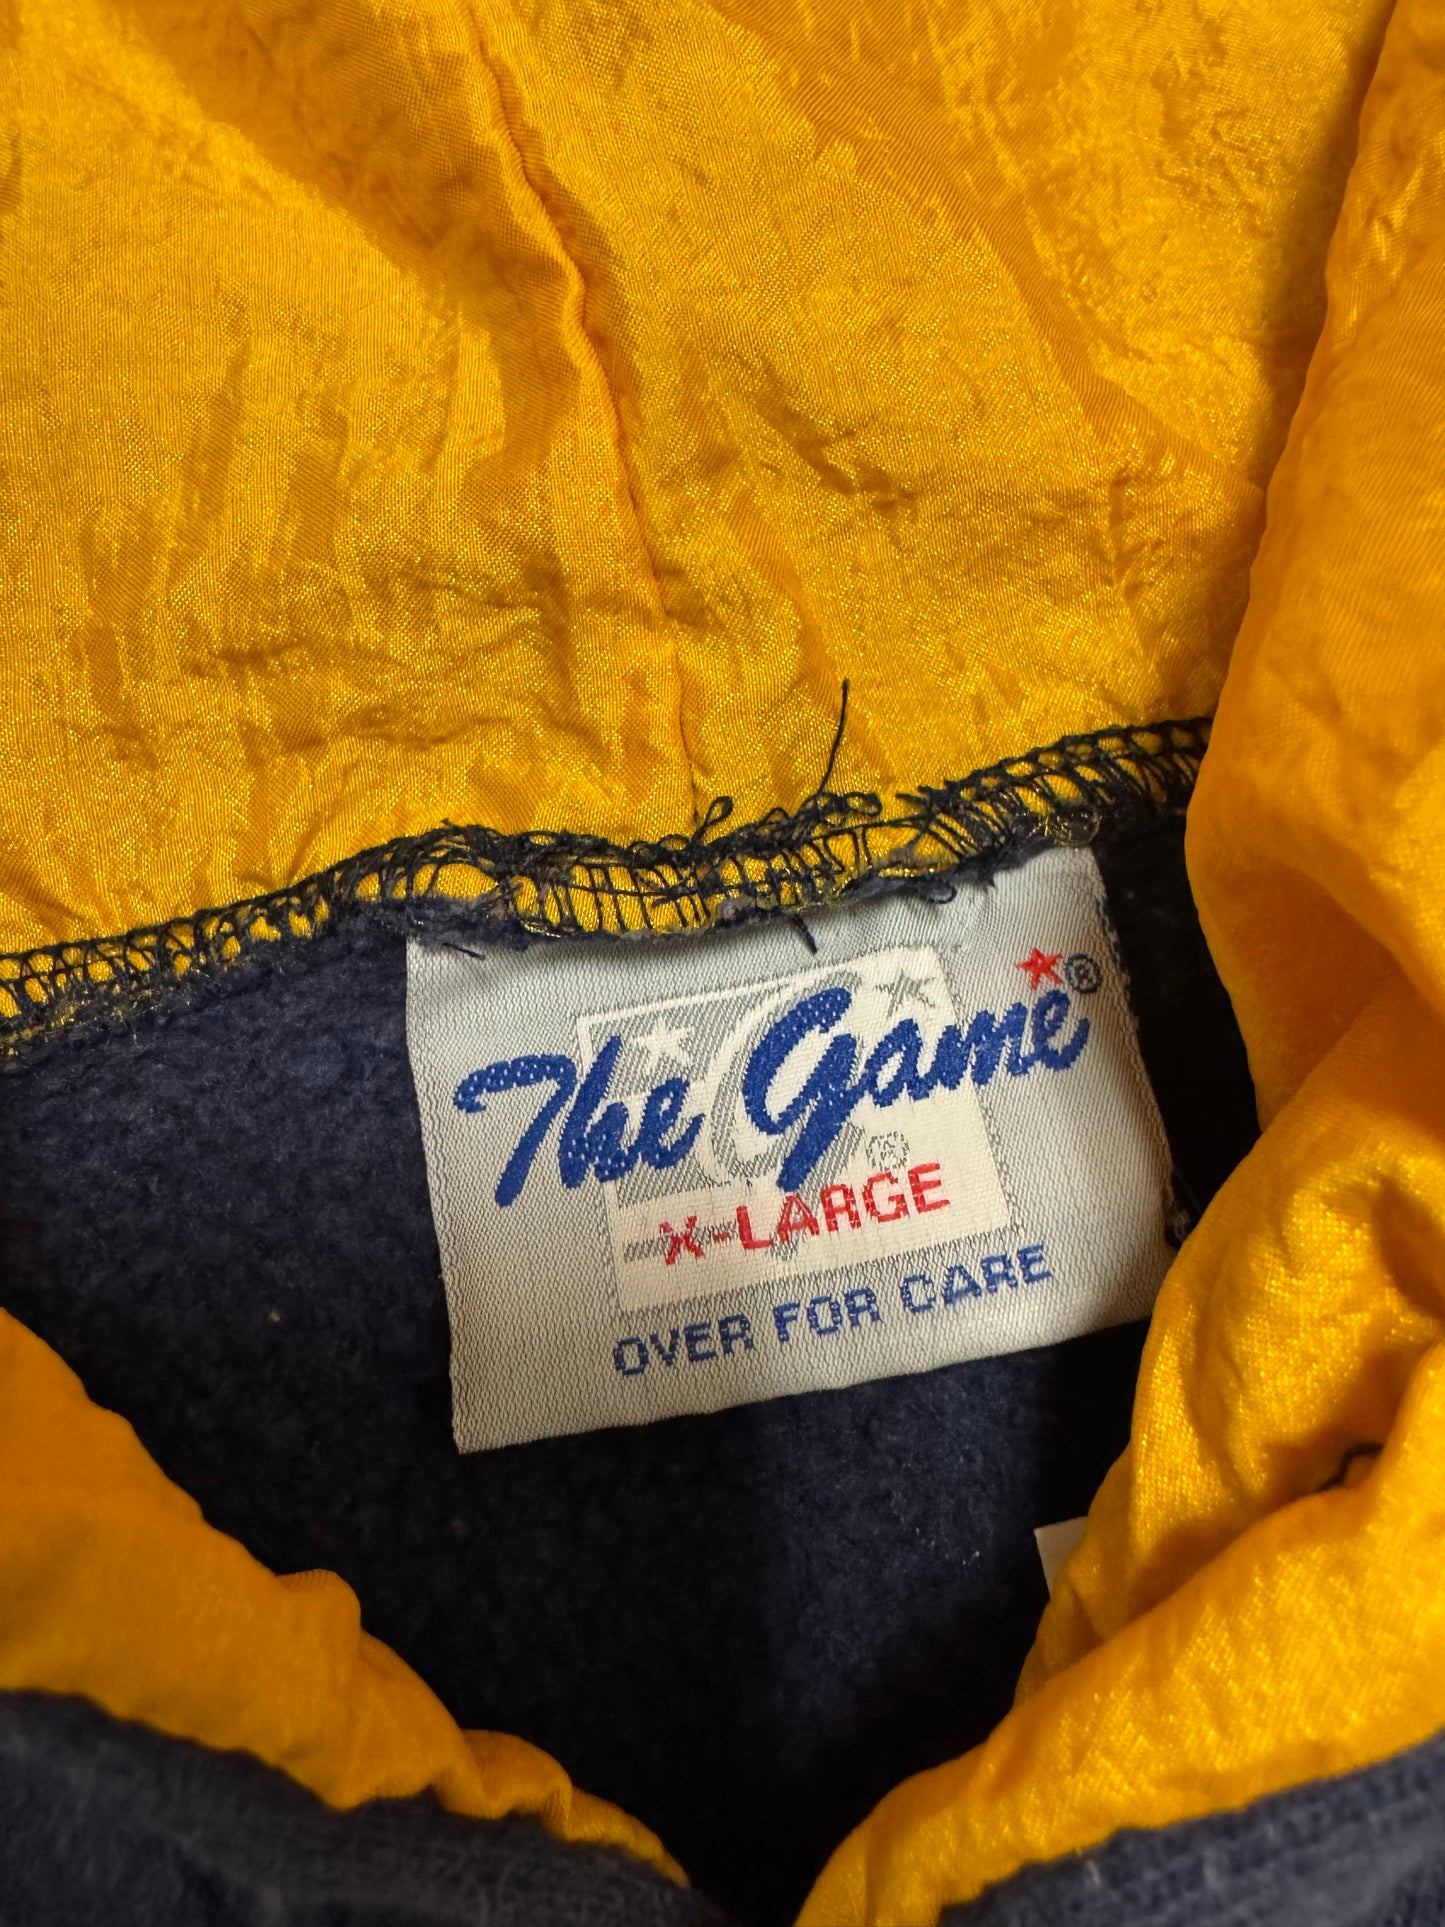 The Game®
®
X-LARGE
OVER FOR CARE